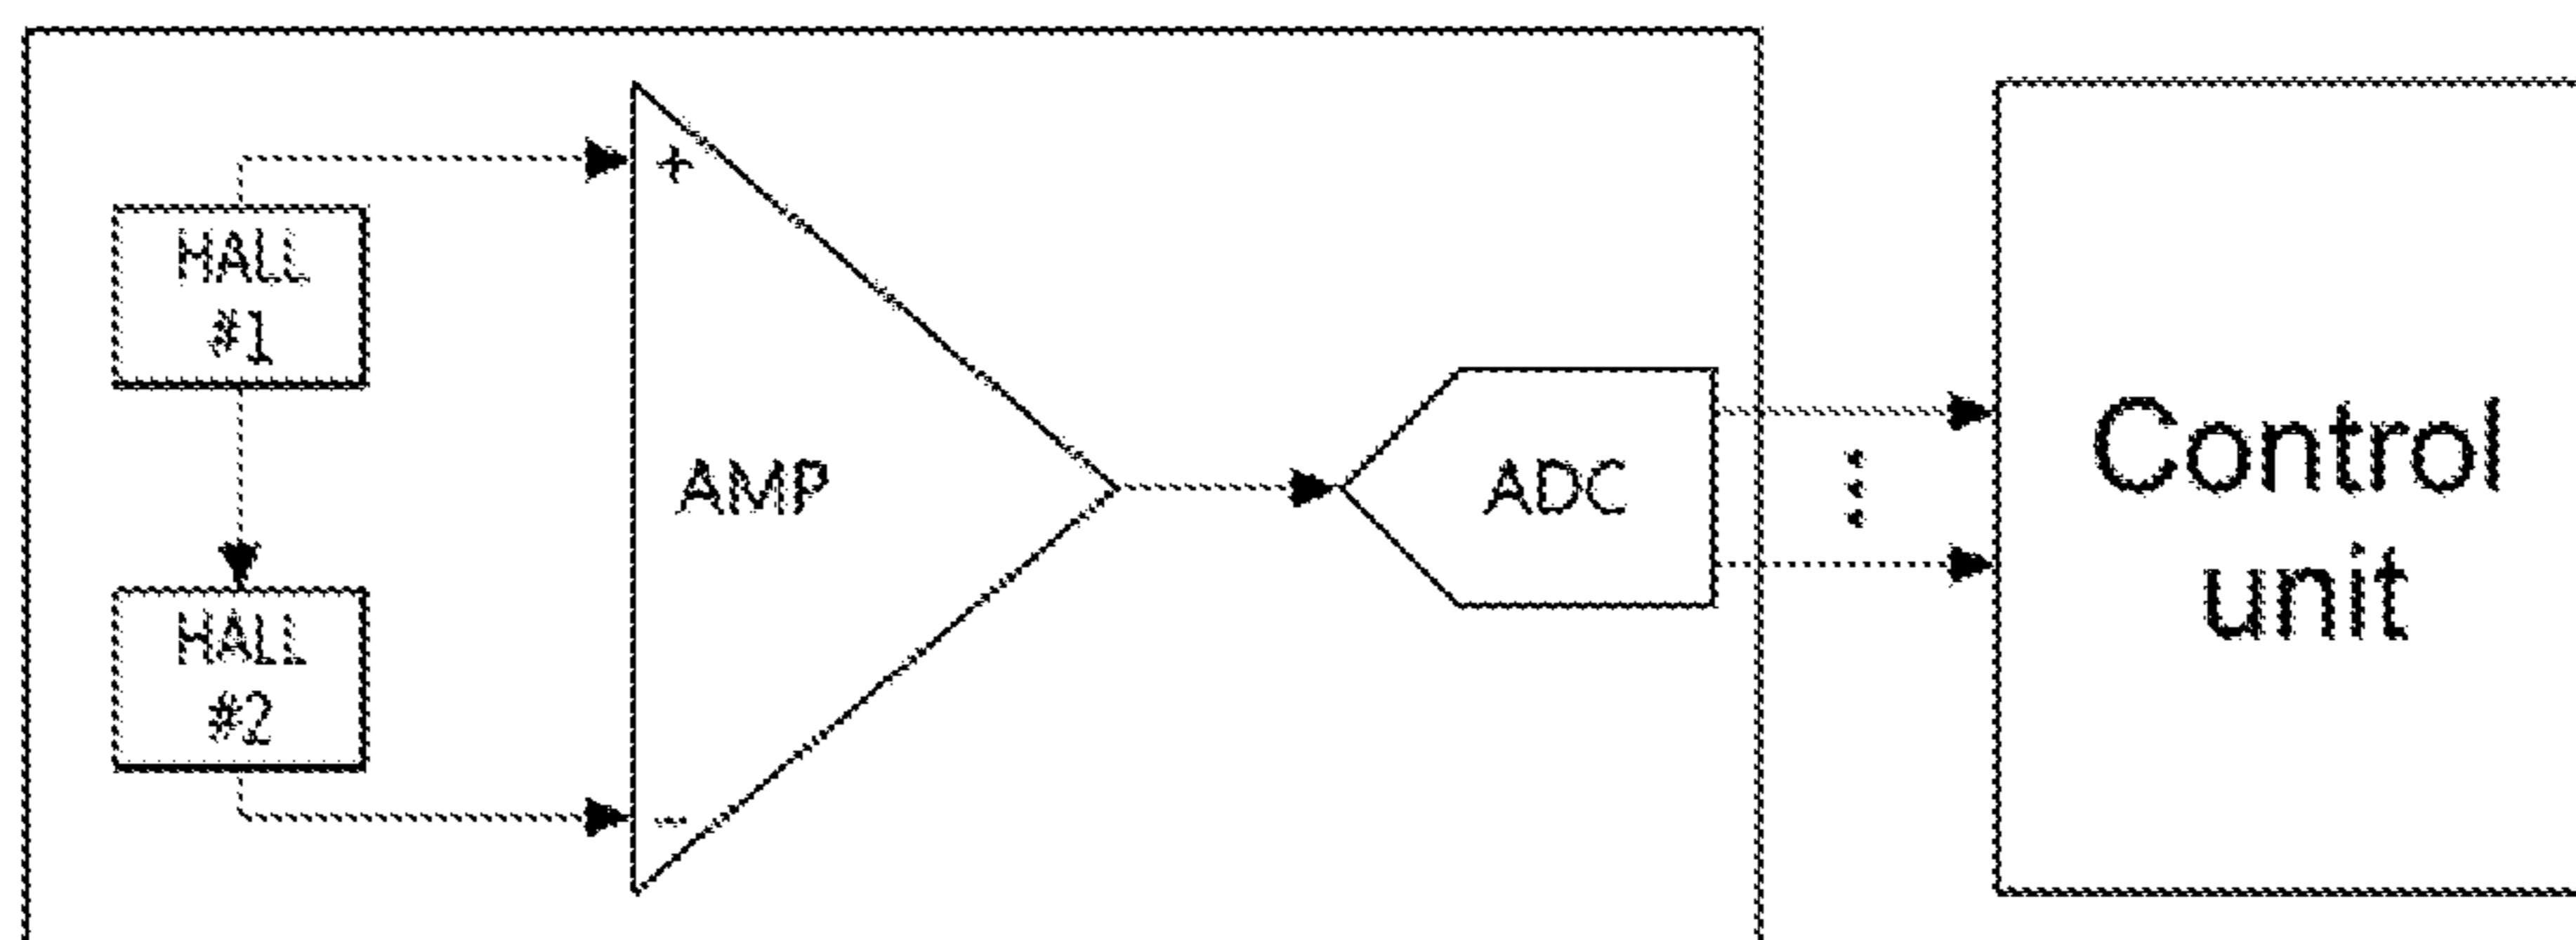 +
HALL
#1
AMP
ADC
Control
unit
HALL
#2
-